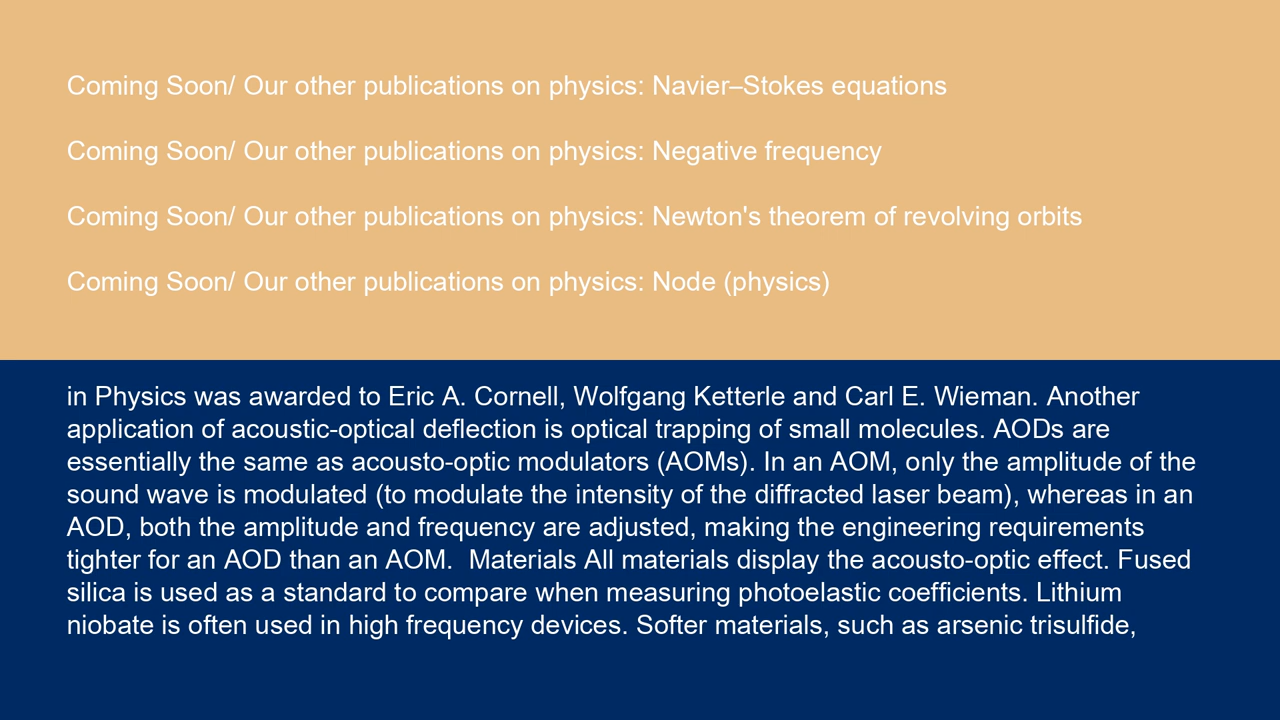 Coming Soon/ Our other publications on physics: Navier–Stokes equations
Coming Soon/ Our other publications on physics: Negative frequency
Coming Soon/ Our other publications on physics: Newton's theorem of revolving orbits
Coming Soon/ Our other publications on physics: Node (physics)
in Physics was awarded to Eric A. Cornell, Wolfgang Ketterle and Carl E. Wieman. Another
application of acoustic-optical deflection is optical trapping of small molecules. AODs are
essentially the same as acousto-optic modulators (AOMs). In an AOM, only the amplitude of the
sound wave is modulated (to modulate the intensity of the diffracted laser beam), whereas in an
AOD, both the amplitude and frequency are adjusted, making the engineering requirements
tighter for an AOD than an AOM.  Materials All materials display the acousto-optic effect. Fused
silica is used as a standard to compare when measuring photoelastic coefficients. Lithium
niobate is often used in high frequency devices. Softer materials, such as arsenic trisulfide,